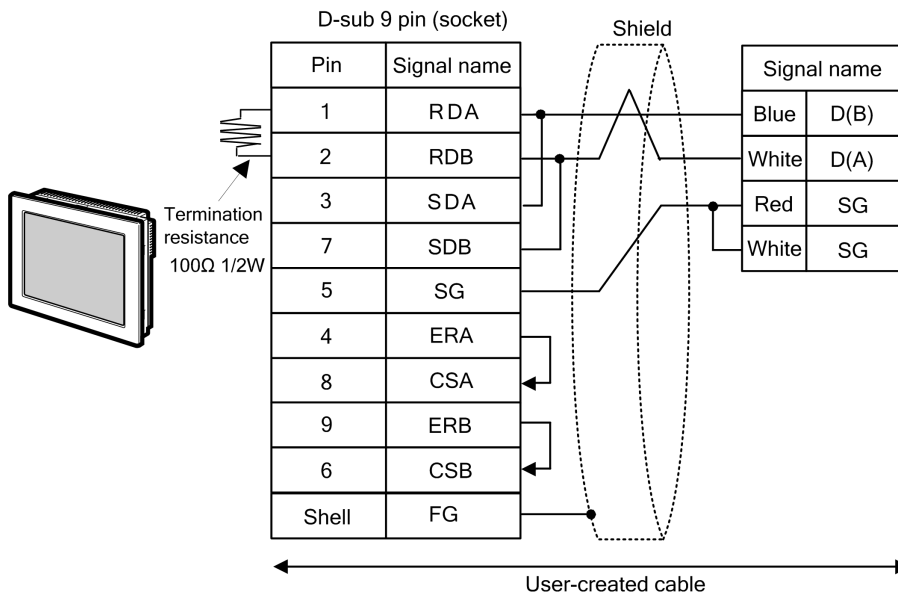 D-sub 9 pin (socket)
Shield
Pin Signal name
1 RDA
2 RDB
3 SDA
7 SDB
5 SG
4 ERA
8 CSA
9 ERB
6 CSB
Shell FG
Termination
resistance
100Ω 1/2W
Signal name
Blue D(B)
White D(A)
Red SG
White SG
User-created cable